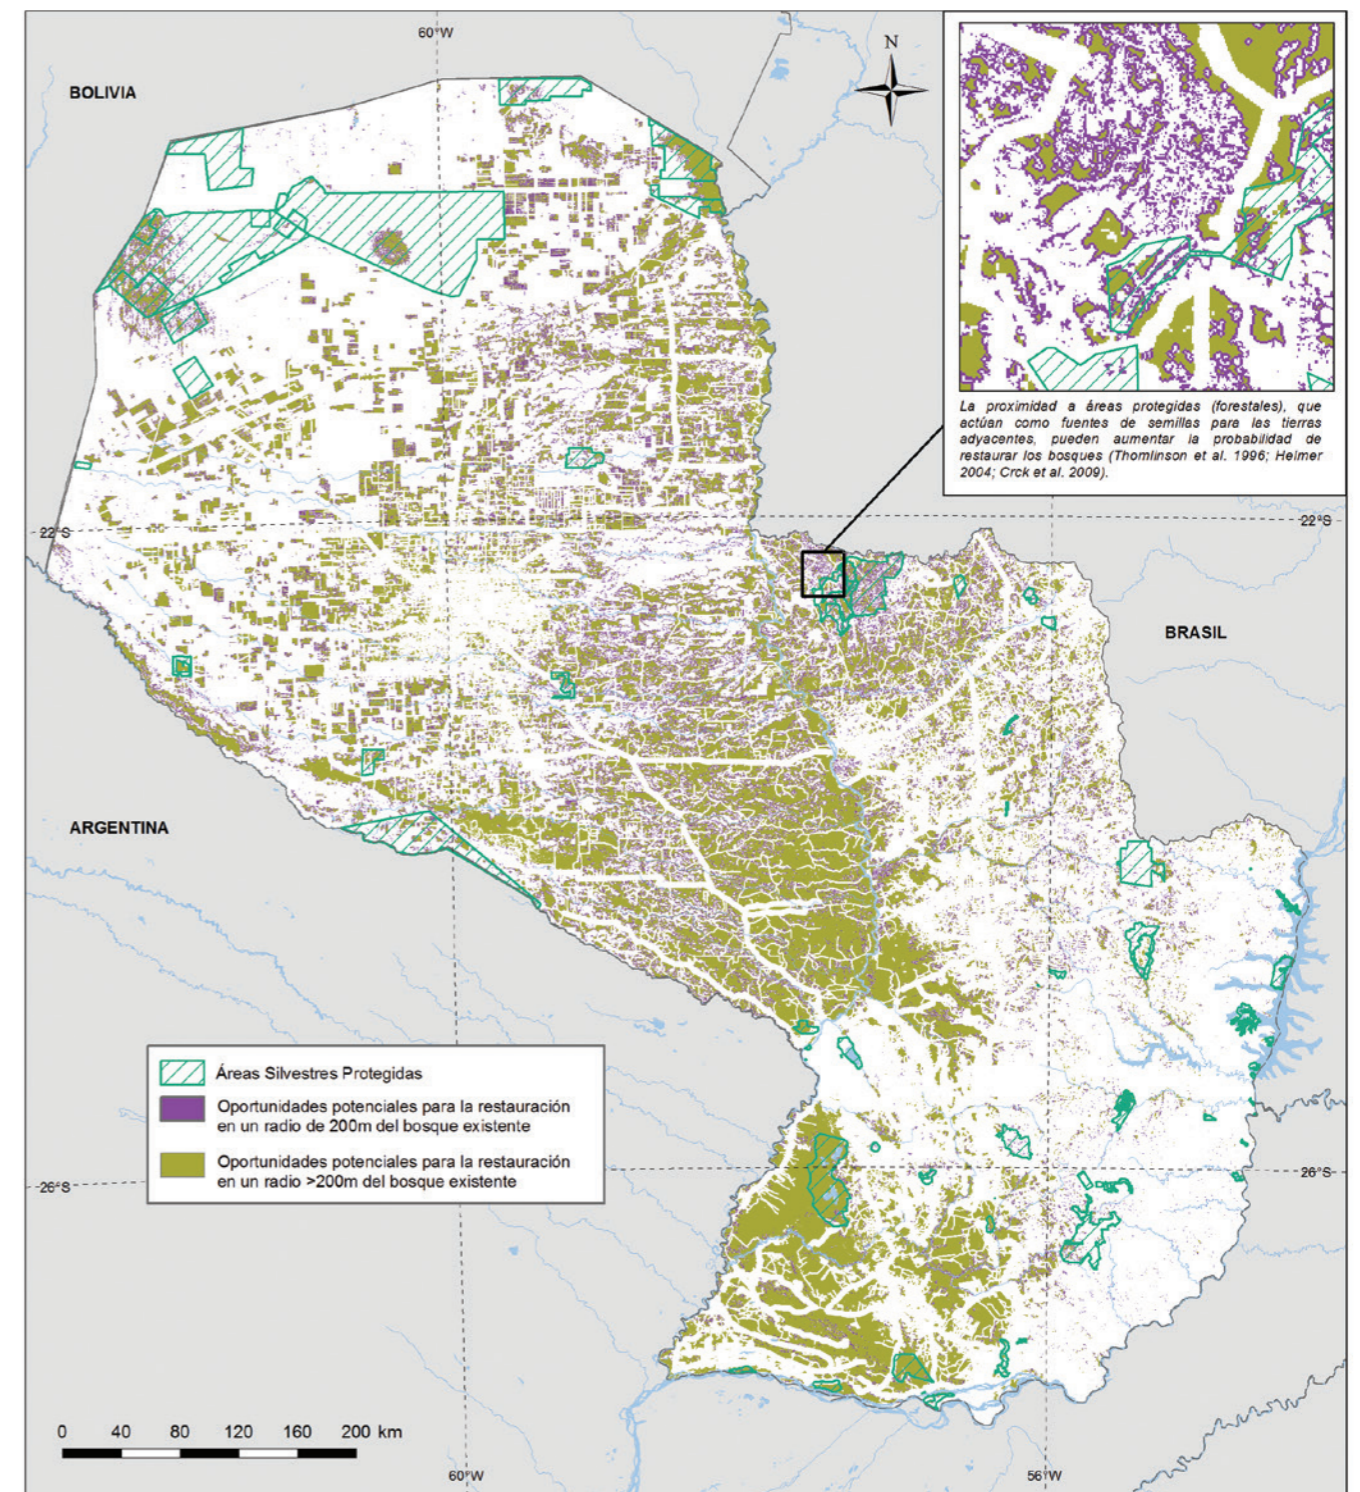 60°W
N
BOLIVIA
La proximidad a áreas protegidas (forestales), que
actúan como fuentes de semillas para las tierras
adyacentes, pueden aumentar la probabilidad de
restaurar los bosques (Thomlinson et al. 1996; Helmer
2004; Crck et al. 2009).
22°S
22°S
BRASIL
ARGENTINA
Áreas Silvestres Protegidas
Oportunidades potenciales para la restauración
en un radio de 200m del bosque existente
Oportunidades potenciales para la restauración
en un radio >200m del bosque existente
26°S
26°S
0 40 80 120 160 200 km
60°W
56°W